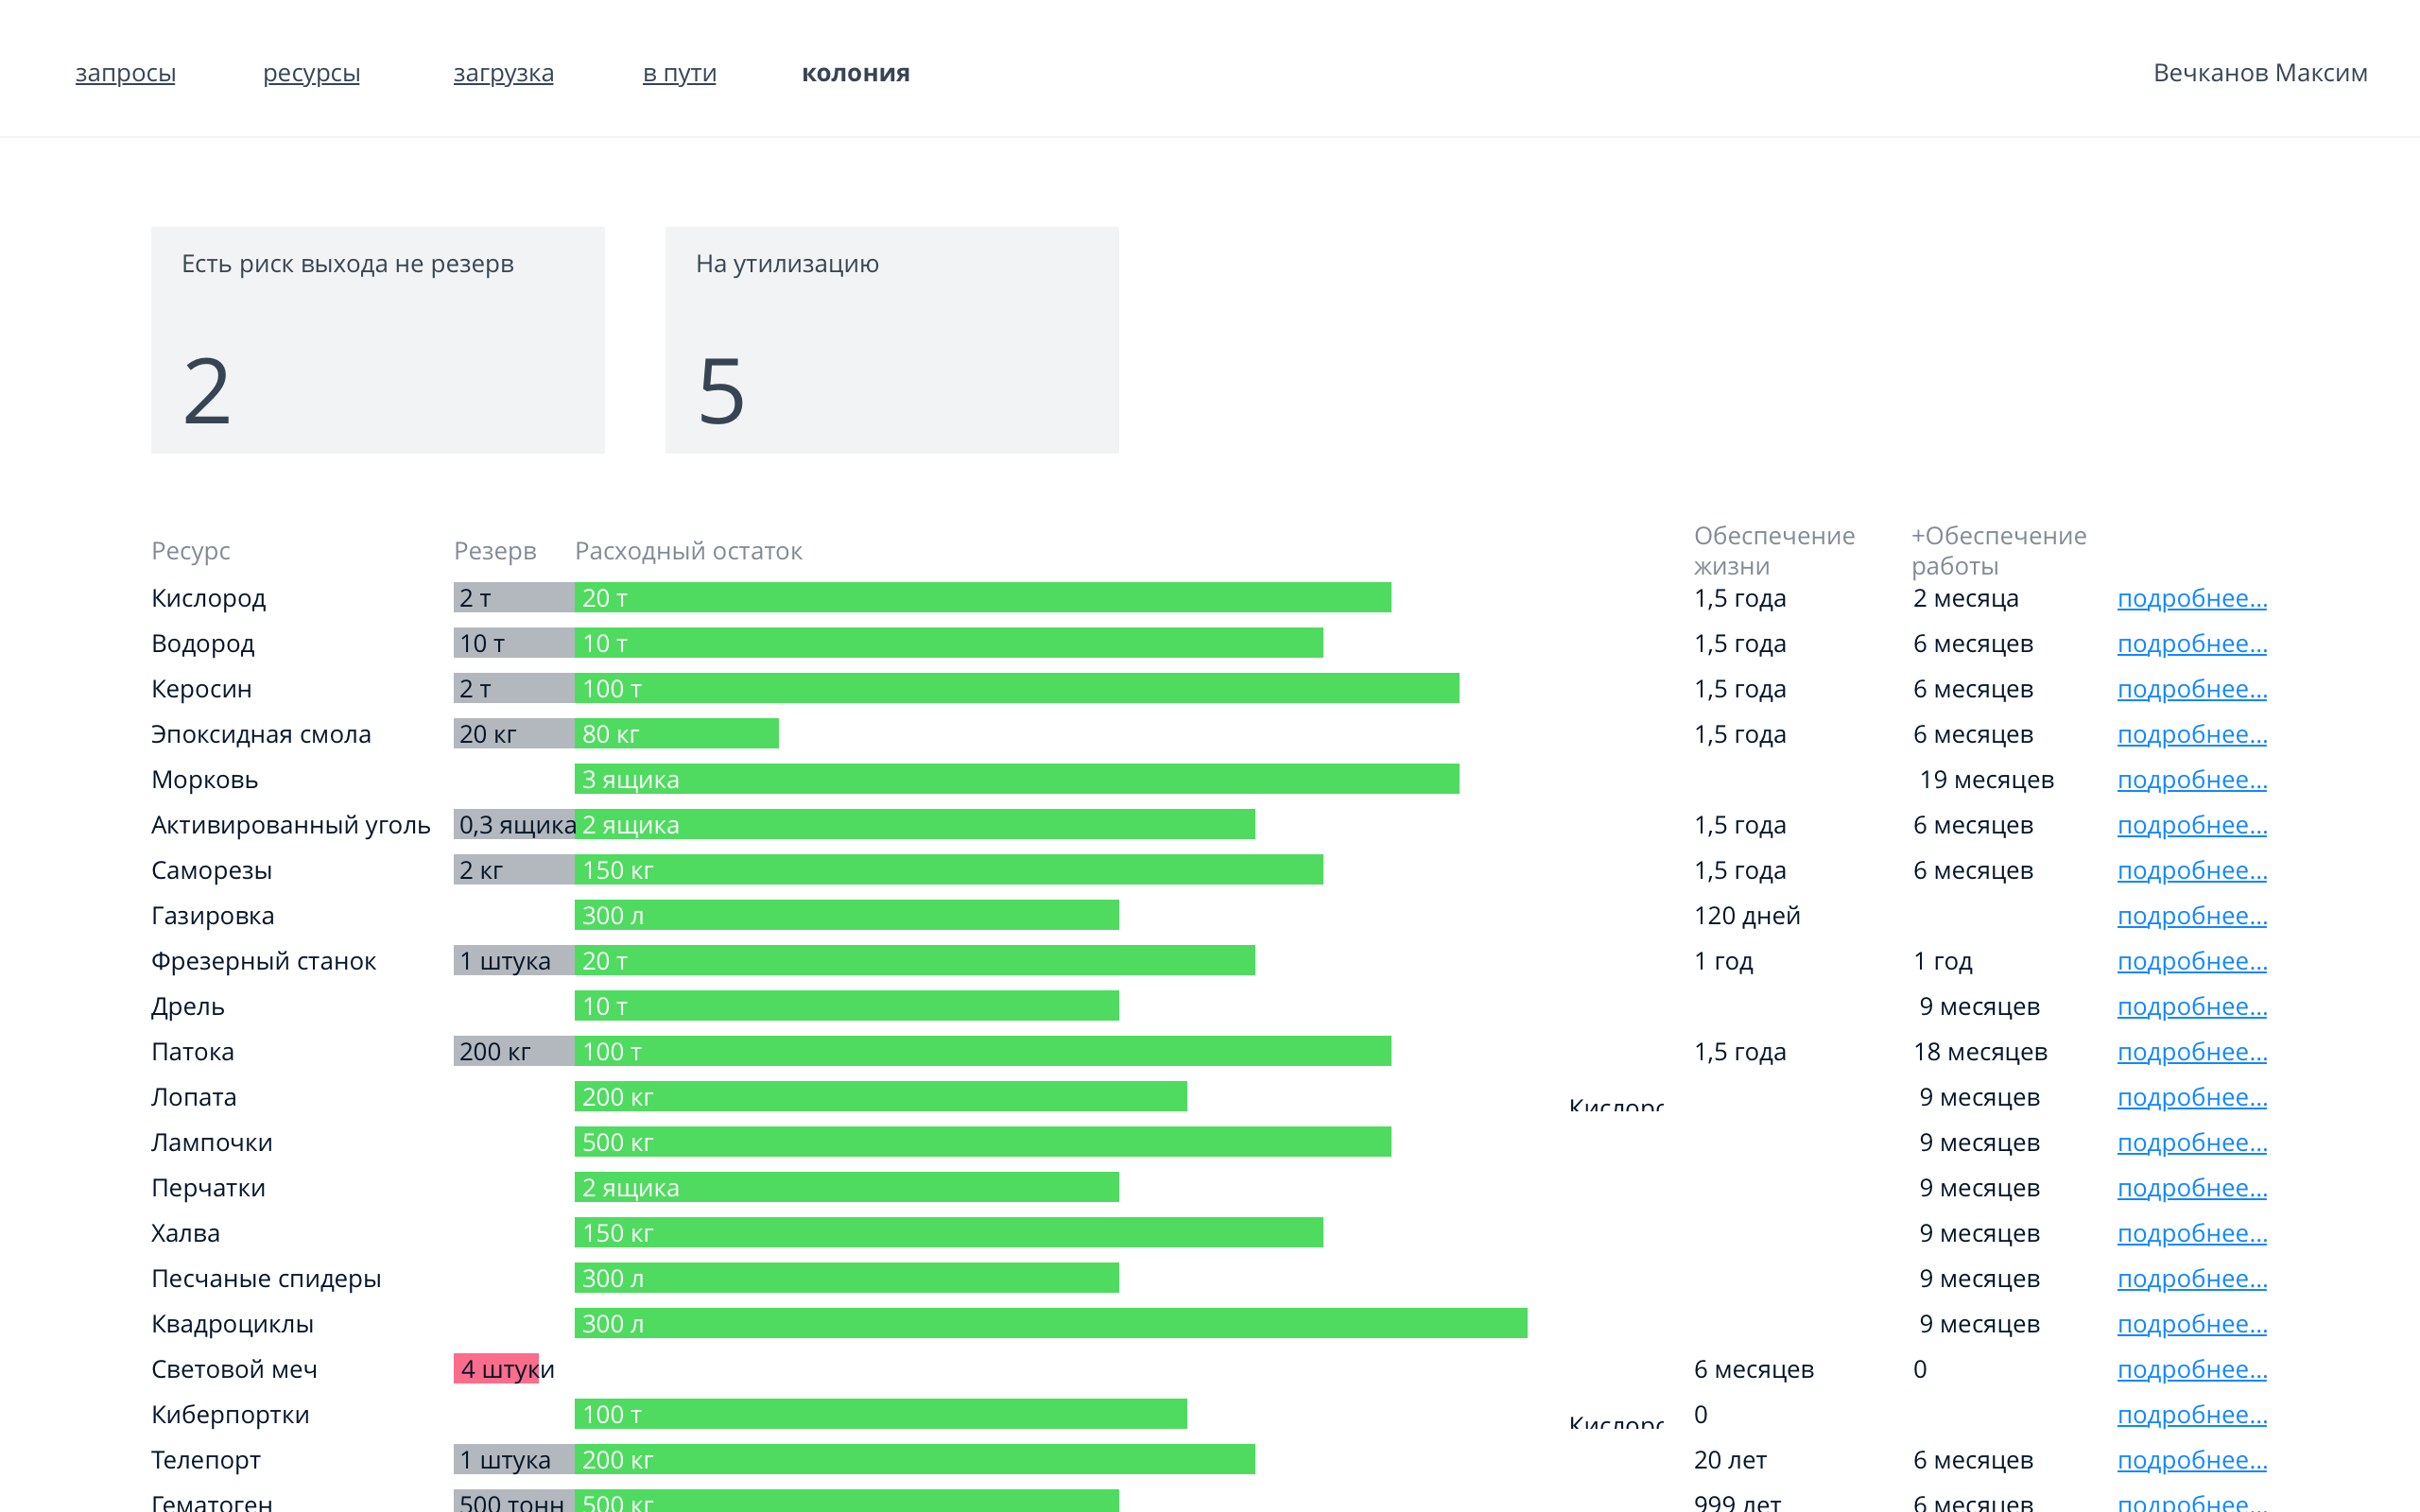 запросы ресурсы загрузка в пути колония Вечканов Максим
Есть риск выхода не резерв На утилизацию
2 5
Ресурс Резерв Расходный остаток Обеспечение жизни +Обеспечение работы
Кислород 2 т 20 т 1,5 года 2 месяца подробнее...
Водород 10 т 10 т 1,5 года 6 месяцев подробнее...
Керосин 2 т 100 т 1,5 года 6 месяцев подробнее...
Эпоксидная смола 20 кг 80 кг 1,5 года 6 месяцев подробнее...
Морковь 3 ящика 19 месяцев подробнее...
Активированный уголь 0,3 ящика 2 ящика 1,5 года 6 месяцев подробнее...
Саморезы 2 кг 150 кг 1,5 года 6 месяцев подробнее...
Газировка 300 л 120 дней подробнее...
Фрезерный станок 1 штука 20 т 1 год 1 год подробнее...
Дрель 10 т 9 месяцев подробнее...
Патока 200 кг 100 т 1,5 года 18 месяцев подробнее...
Лопата 200 кг 9 месяцев подробнее...
Лампочки 500 кг 9 месяцев подробнее...
Перчатки 2 ящика 9 месяцев подробнее...
Халва 150 кг 9 месяцев подробнее...
Песчаные спидеры 300 л 9 месяцев подробнее...
Квадроциклы 300 л 9 месяцев подробнее...
Световой меч 4 штуки 6 месяцев 0 подробнее...
Киберпортки 100 т 0 подробнее...
Телепорт 1 штука 200 кг 20 лет 6 месяцев подробнее...
Гематоген 500 тонн 500 кг 999 лет 6 месяцев подробнее...